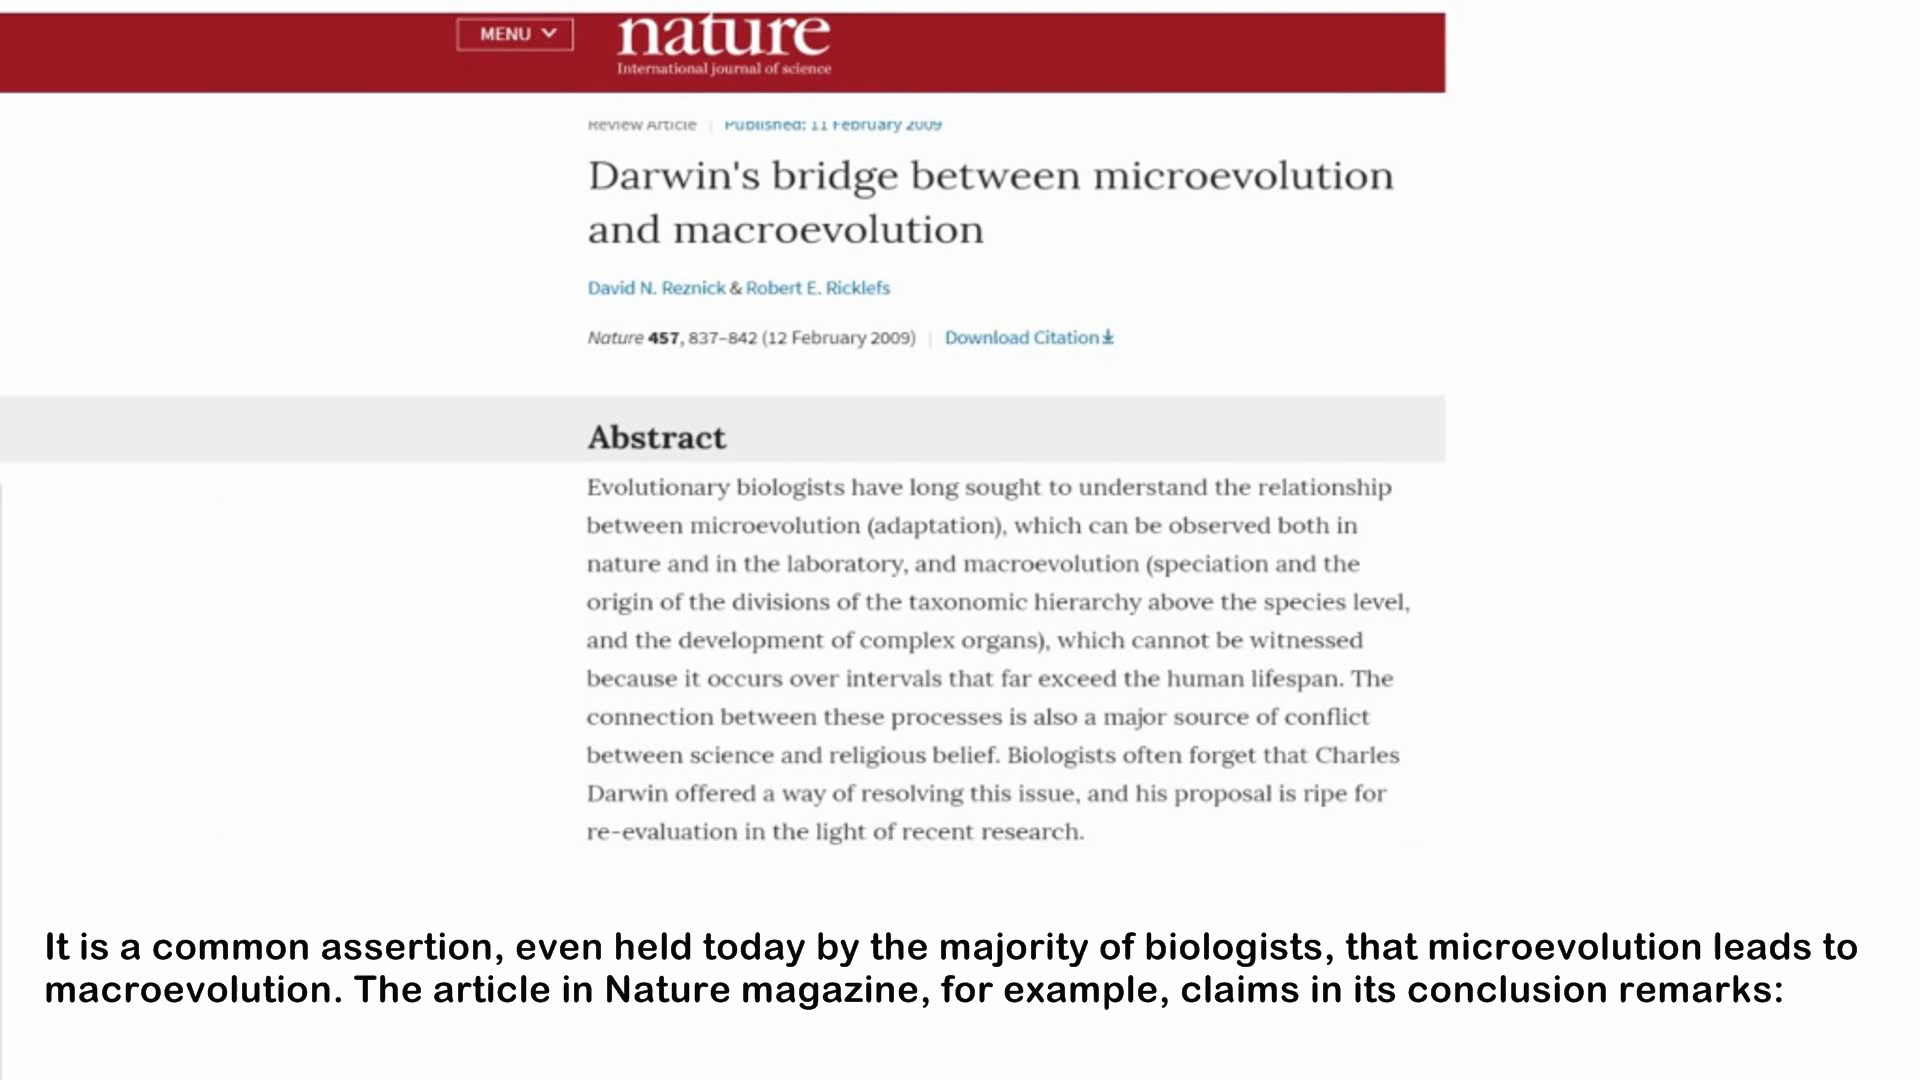 MENU
nature
International journal of science
Review Article | Published: 11 February 2009
Darwin's bridge between microevolution
and macroevolution
David N. Reznick & Robert E. Ricklefs
Nature 457, 837–842 (12 February 2009) | Download Citation
Abstract
Evolutionary biologists have long sought to understand the relationship
between microevolution (adaptation), which can be observed both in
nature and in the laboratory, and macroevolution (speciation and the
origin of the divisions of the taxonomic hierarchy above the species level,
and the development of complex organs), which cannot be witnessed
because it occurs over intervals that far exceed the human lifespan. The
connection between these processes is also a major source of conflict
between science and religious belief. Biologists often forget that Charles
Darwin offered a way of resolving this issue, and his proposal is ripe for
re-evaluation in the light of recent research.
It is a common assertion, even held today by the majority of biologists, that microevolution leads to
macroevolution. The article in Nature magazine, for example, claims in its conclusion remarks: